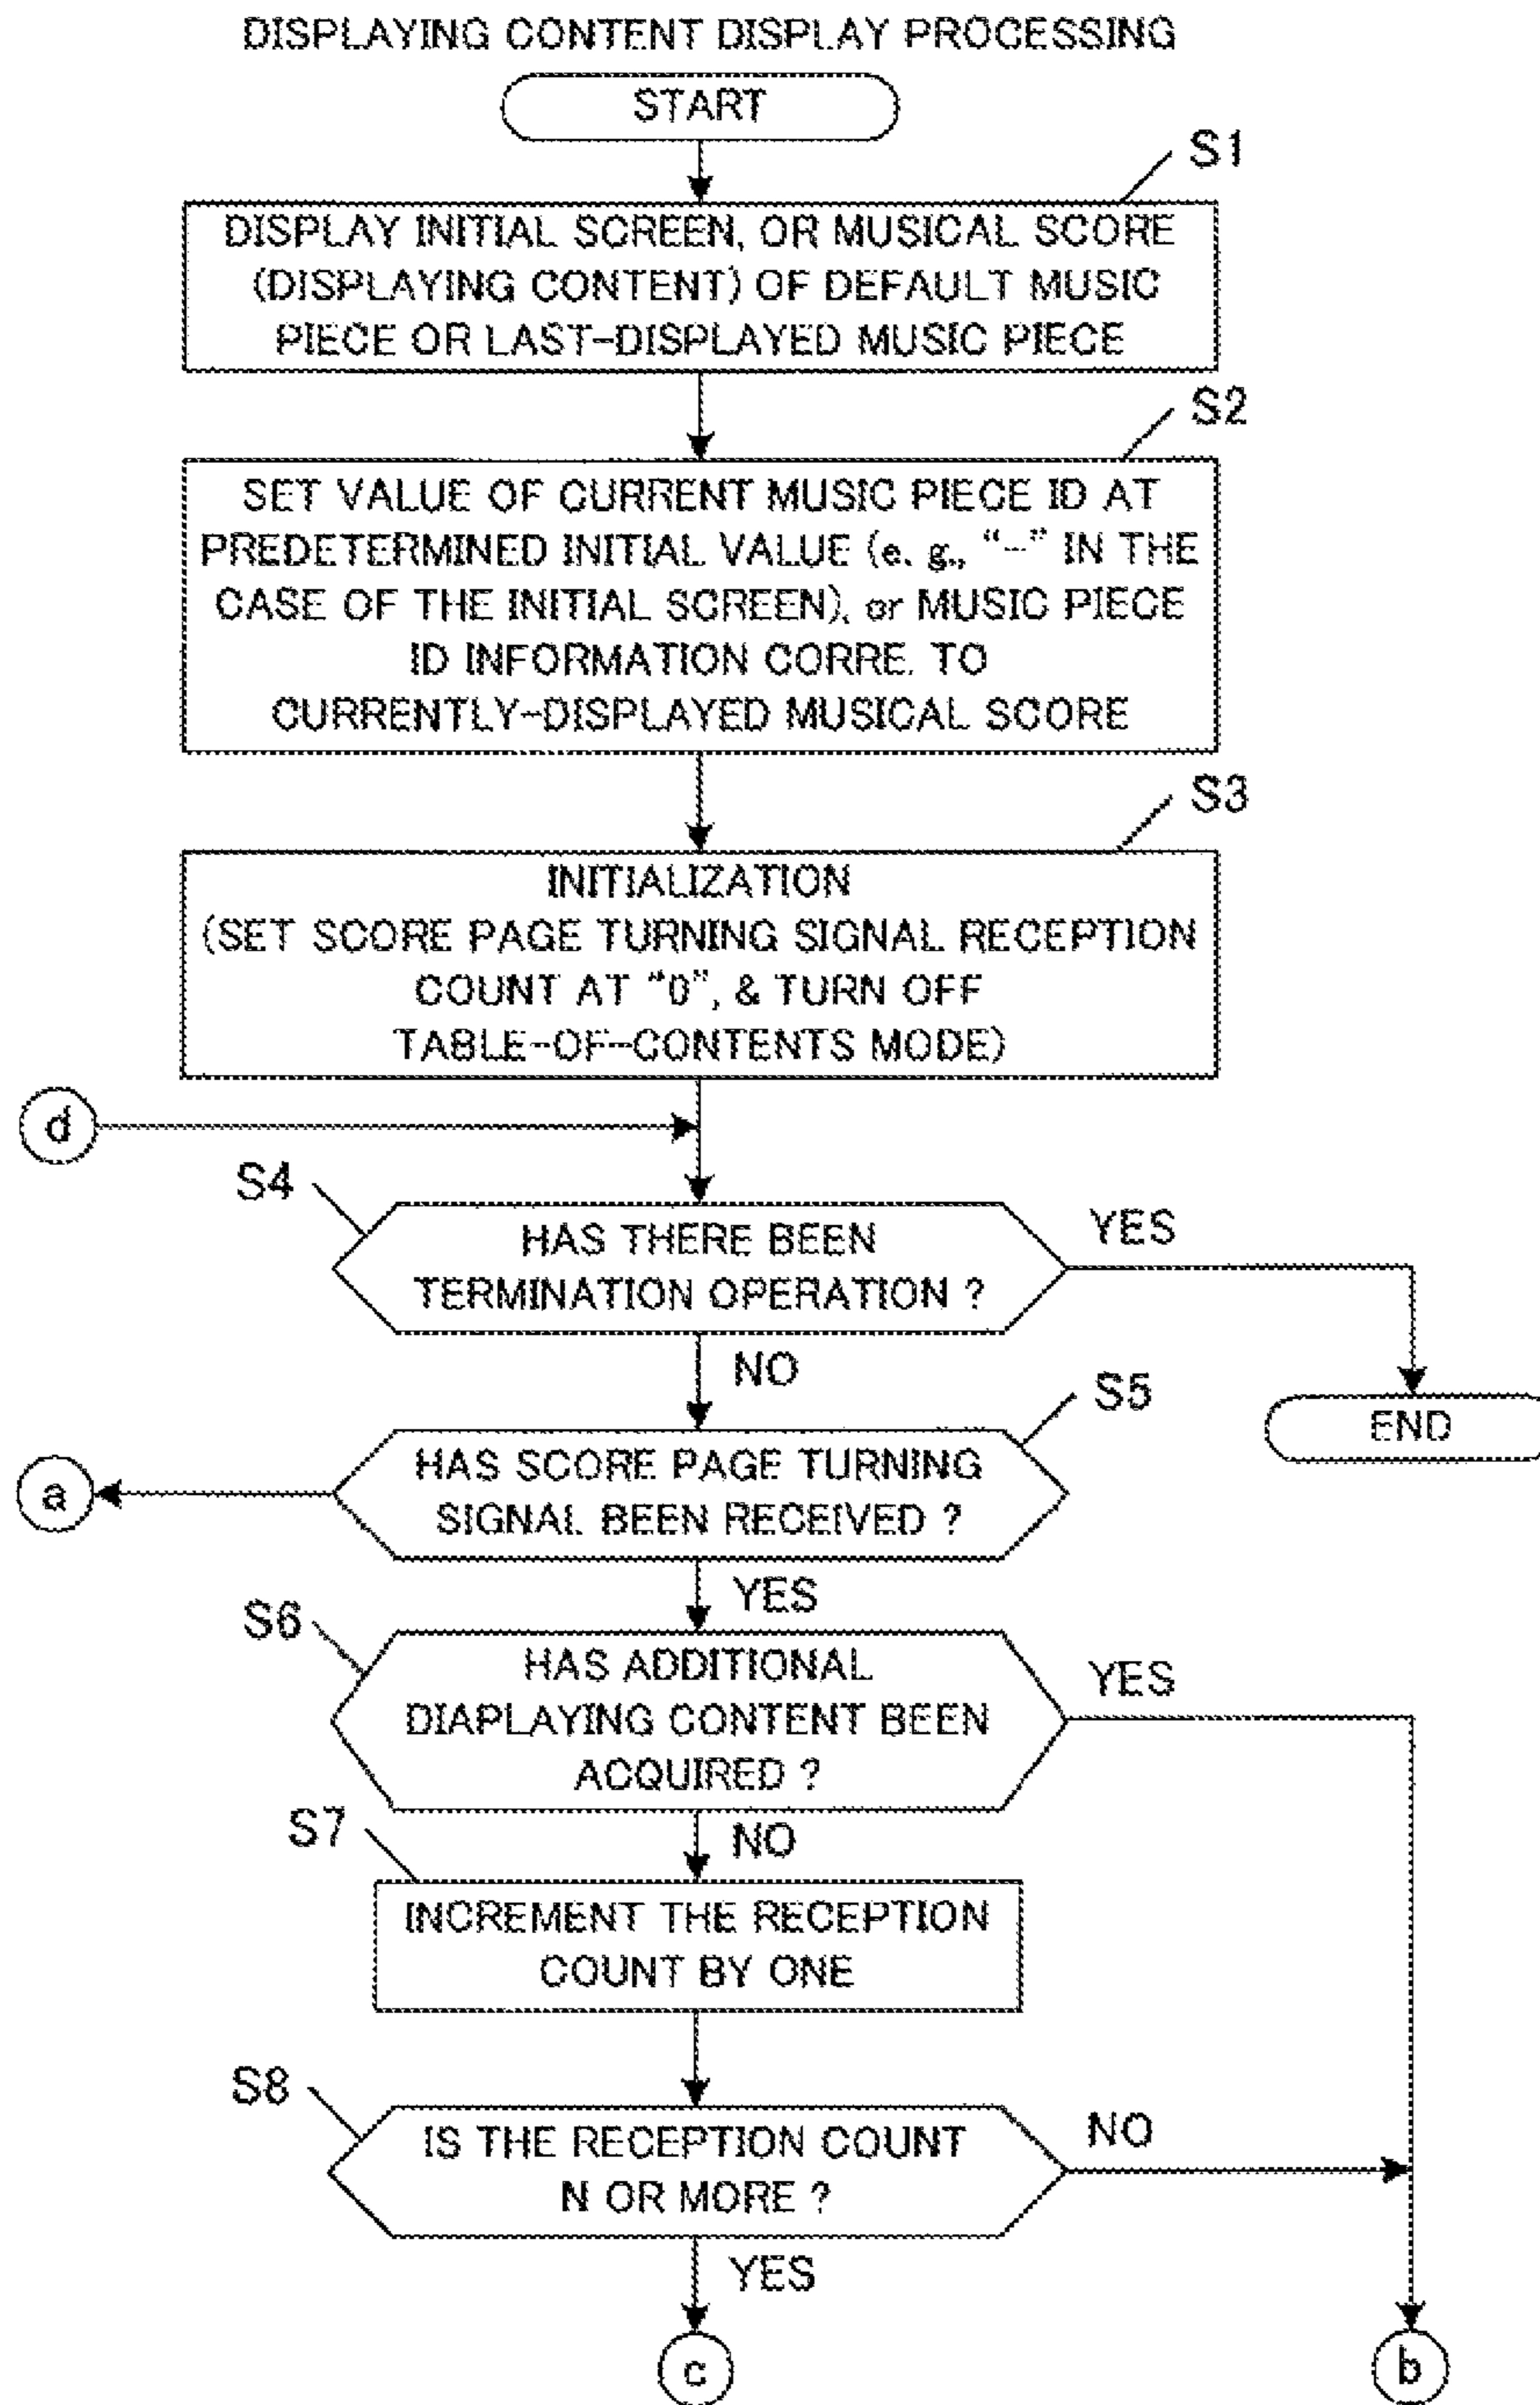 DISPLAYING CONTENT DISPLAY PROCESSING
START
S1
DISPLAY INITIAL SCREEN, OR MUSICAL SCORE
(DISPLAYING CONTENT) OF DEFAULT MUSIC
PIECE OR LAST-DISPLAYED MUSIC PIECE
S2
SET VALUE OF CURRENT MUSIC PIECE ID AT
PREDETERMINED INITIAL VALUE (e. g., “-” IN THE
CASE OF THE INITIAL SCREEN), or MUSIC PIECE
ID INFORMATION CORRE. TO
CURRENTLY-DISPLAYED MUSICAL SCORE
S3
INITIALIZATION
(SET SCORE PAGE TURNING SIGNAL RECEPTION
COUNT AT “0”, & TURN OFF
TABLE-OF-CONTENTS MODE)
d
S4
HAS THERE BEEN
TERMINATION OPERATION ?
YES
NO
END
S5
HAS SCORE PAGE TURNING
SIGNAL BEEN RECEIVED ?
a
YES
S6
HAS ADDITIONAL
DIAPLAYING CONTENT BEEN
ACQUIRED ?
YES
NO
S7
INCREMENT THE RECEPTION
COUNT BY ONE
S8
IS THE RECEPTION COUNT
N OR MORE ?
NO
YES
c
b